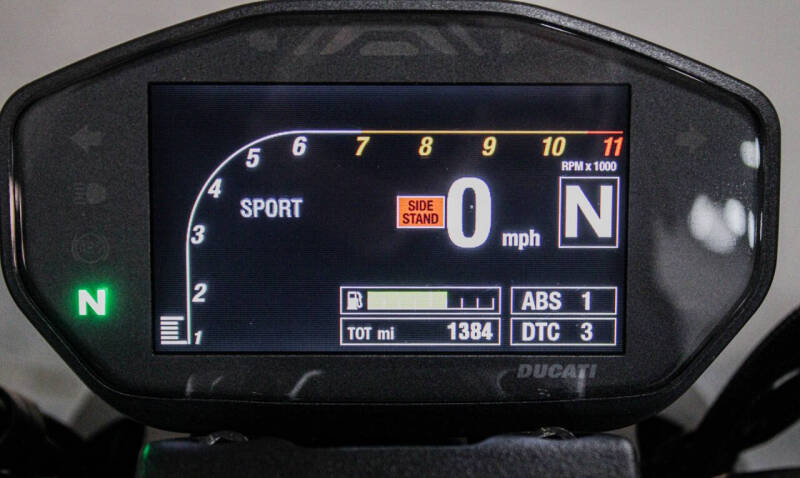 1 2 3 4 5 6 7 8 9 10 11
RPM x 1000
SPORT
SIDE
STAND
0 mph
N
N
ABS 1
TOT mi 1384
DTC 3
DUCATI